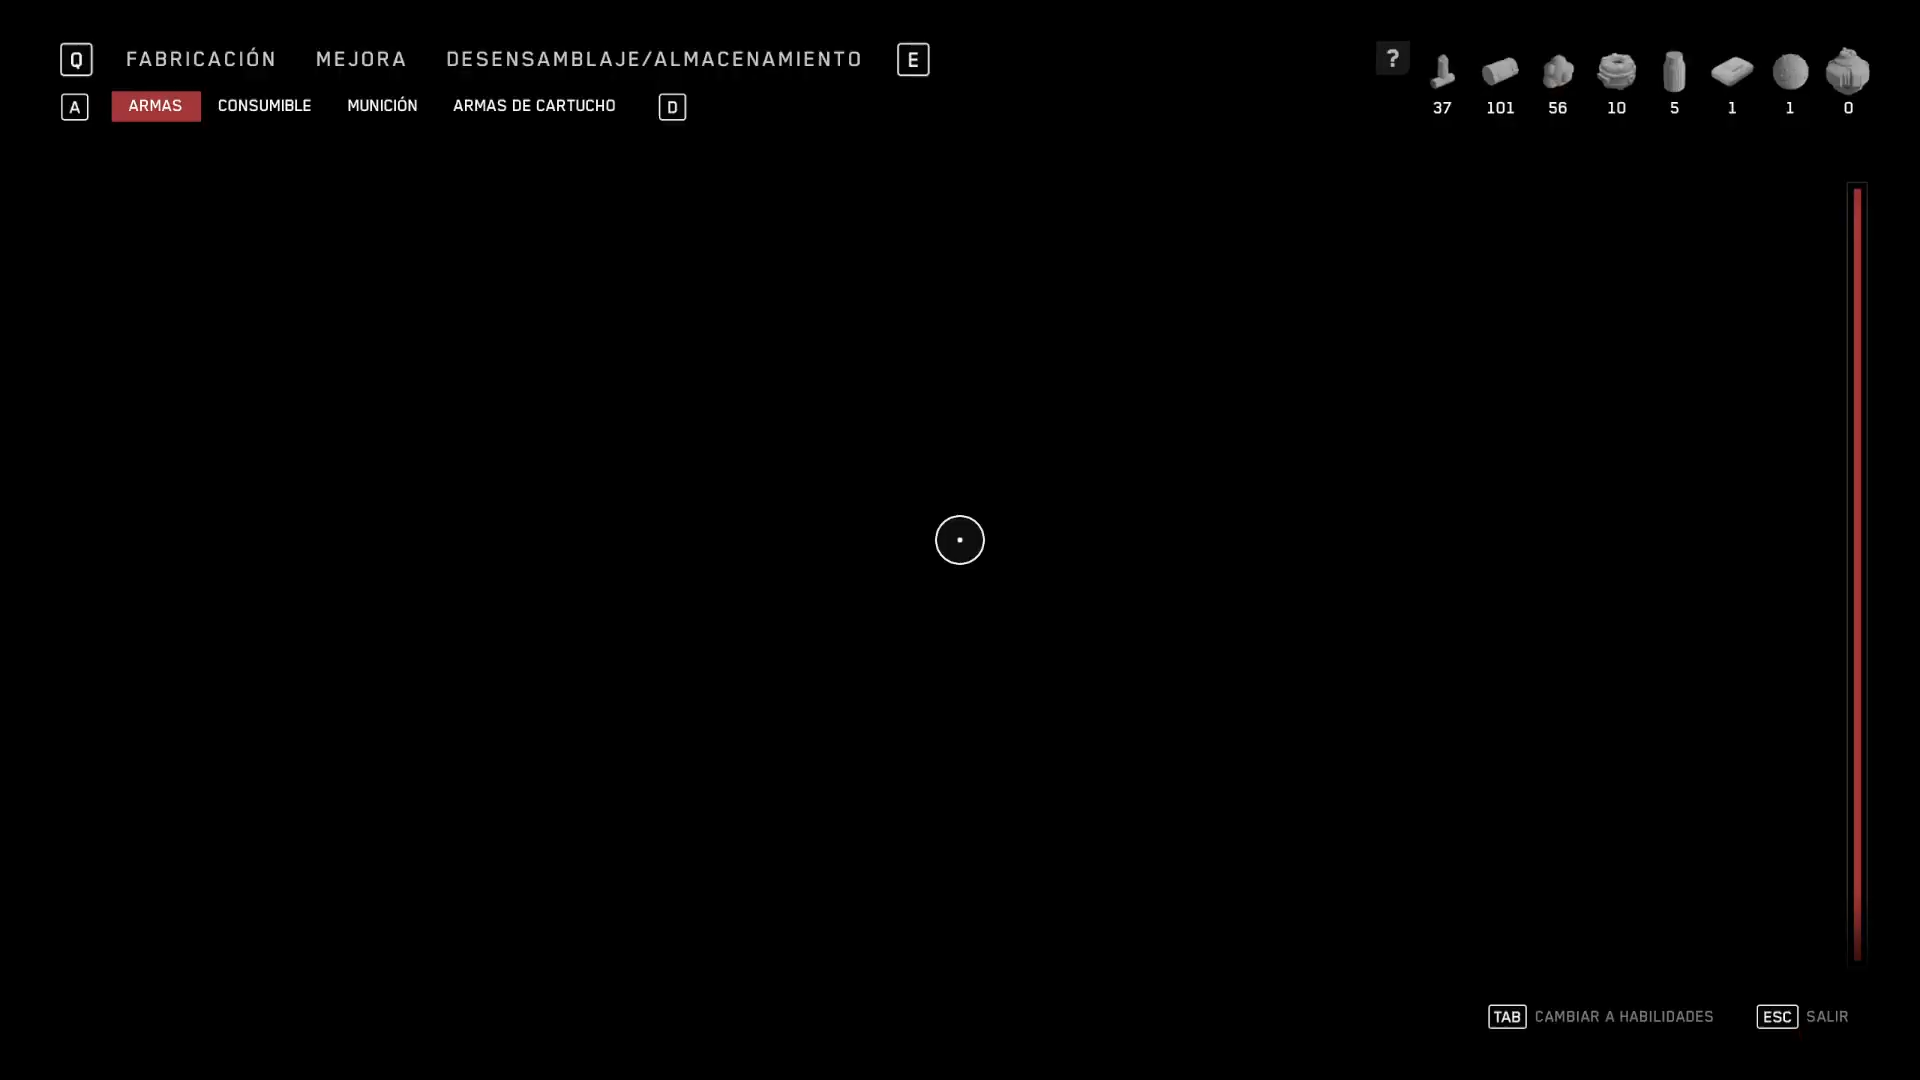 Q FABRICACIÓN MEJORA DESENSAMBLAJE/ALMACENAMIENTO E
?
A ARMAS CONSUMIBLE MUNICIÓN ARMAS DE CARTUCHO D
37 101 56 10 5 1 1 0
TAB CAMBIAR A HABILIDADES ESC SALIR